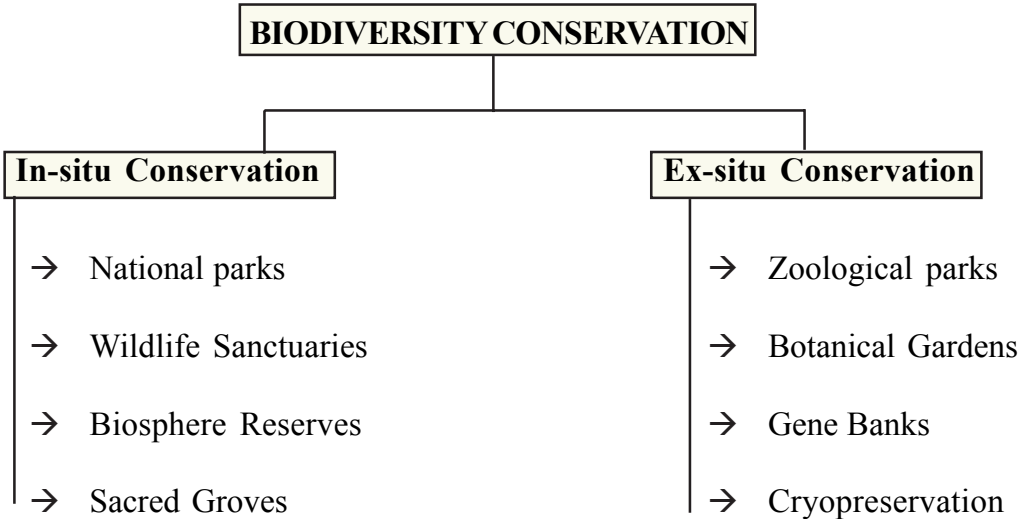 BIODIVERSITY CONSERVATION
In-situ Conservation
→ National parks
→ Wildlife Sanctuaries
→ Biosphere Reserves
→ Sacred Groves
Ex-situ Conservation
→ Zoological parks
→ Botanical Gardens
→ Gene Banks
→ Cryopreservation